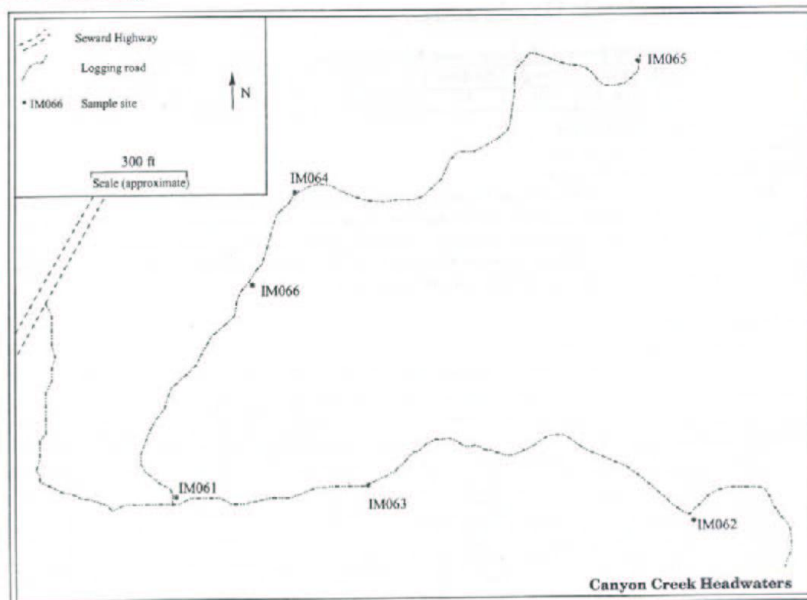 Seward Highway
Logging road
IM066 Sample site
N
300 ft
Scale (approximate)
IM065
IM064
IM066
IM061
IM063
IM062
Canyon Creek Headwaters